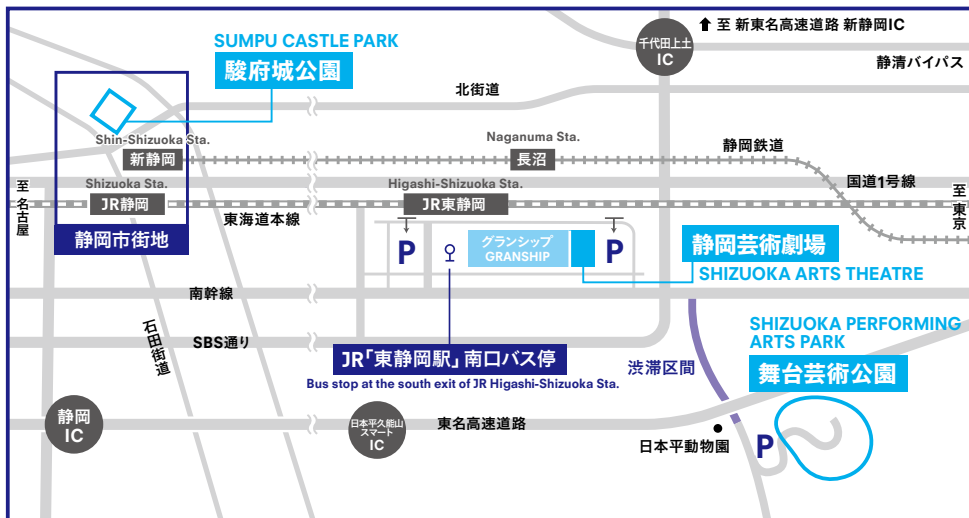 SUMPU CASTLE PARK
駿府城公園
千代田上土
IC
至 新東名高速道路 新静岡IC
静清バイパス
北街道
Shin-Shizuoka Sta.
新静岡
Naganuma Sta.
長沼
静岡鉄道
国道1号線
至 名古屋
Shizuoka Sta.
JR静岡
東海道本線
Higashi-Shizuoka Sta.
JR東静岡
至 東京
静岡市街地
P
グランシップ
GRANSHIP
P
静岡芸術劇場
SHIZUOKA ARTS THEATRE
南幹線
石田街道
SBS通り
JR「東静岡駅」南口バス停
Bus stop at the south exit of JR Higashi-Shizuoka Sta.
渋滞区間
SHIZUOKA PERFORMING
ARTS PARK
舞台芸術公園
静岡
IC
日本平久能山
スマート
IC
東名高速道路
日本平動物園
P